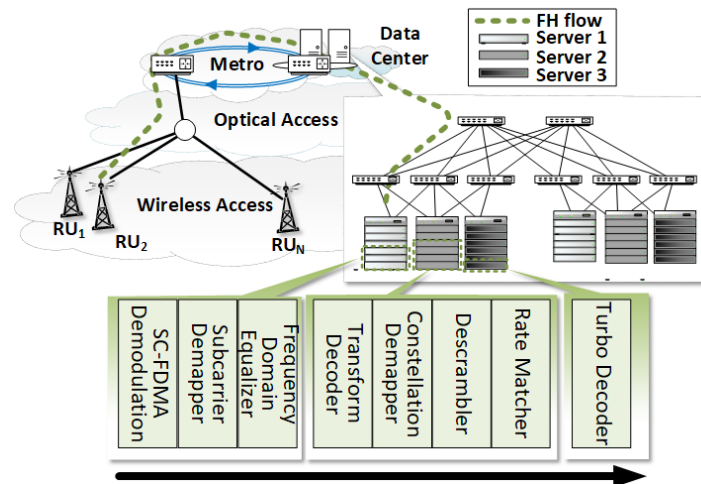 FH flow
Server 1
Server 2
Server 3
Data
Center
Metro
Optical Access
Wireless Access
RU1
RU2
RUN
SC-FDMA
Demodulation
Subcarrier
Demapper
Frequency
Domain
Equalizer
Transform
Decoder
Constellation
Demapper
Descrambler
Rate Matcher
Turbo Decoder